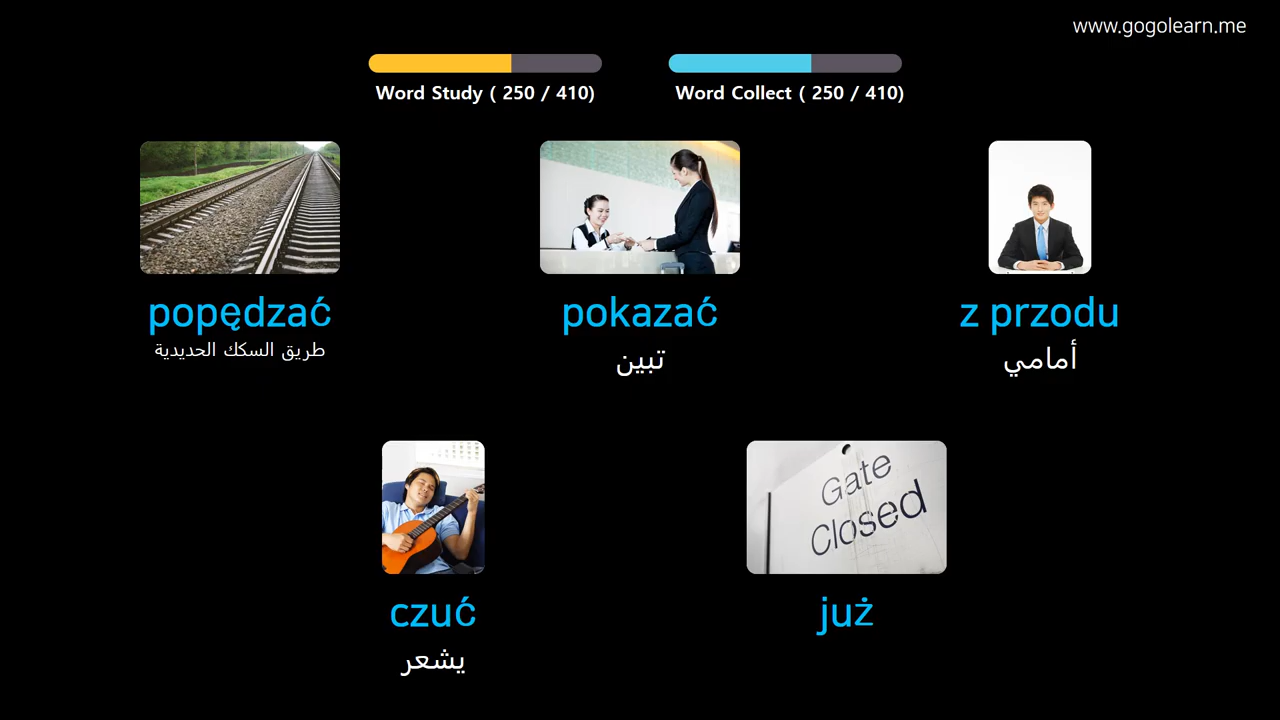 www.gogolearn.me
Word Study ( 250 / 410)
Word Collect ( 250 / 410)
popędzać
طريق السكك الحديدية
pokazać
تبين
z przodu
أمامي
Gate
Closed
czuć
يشعر
już